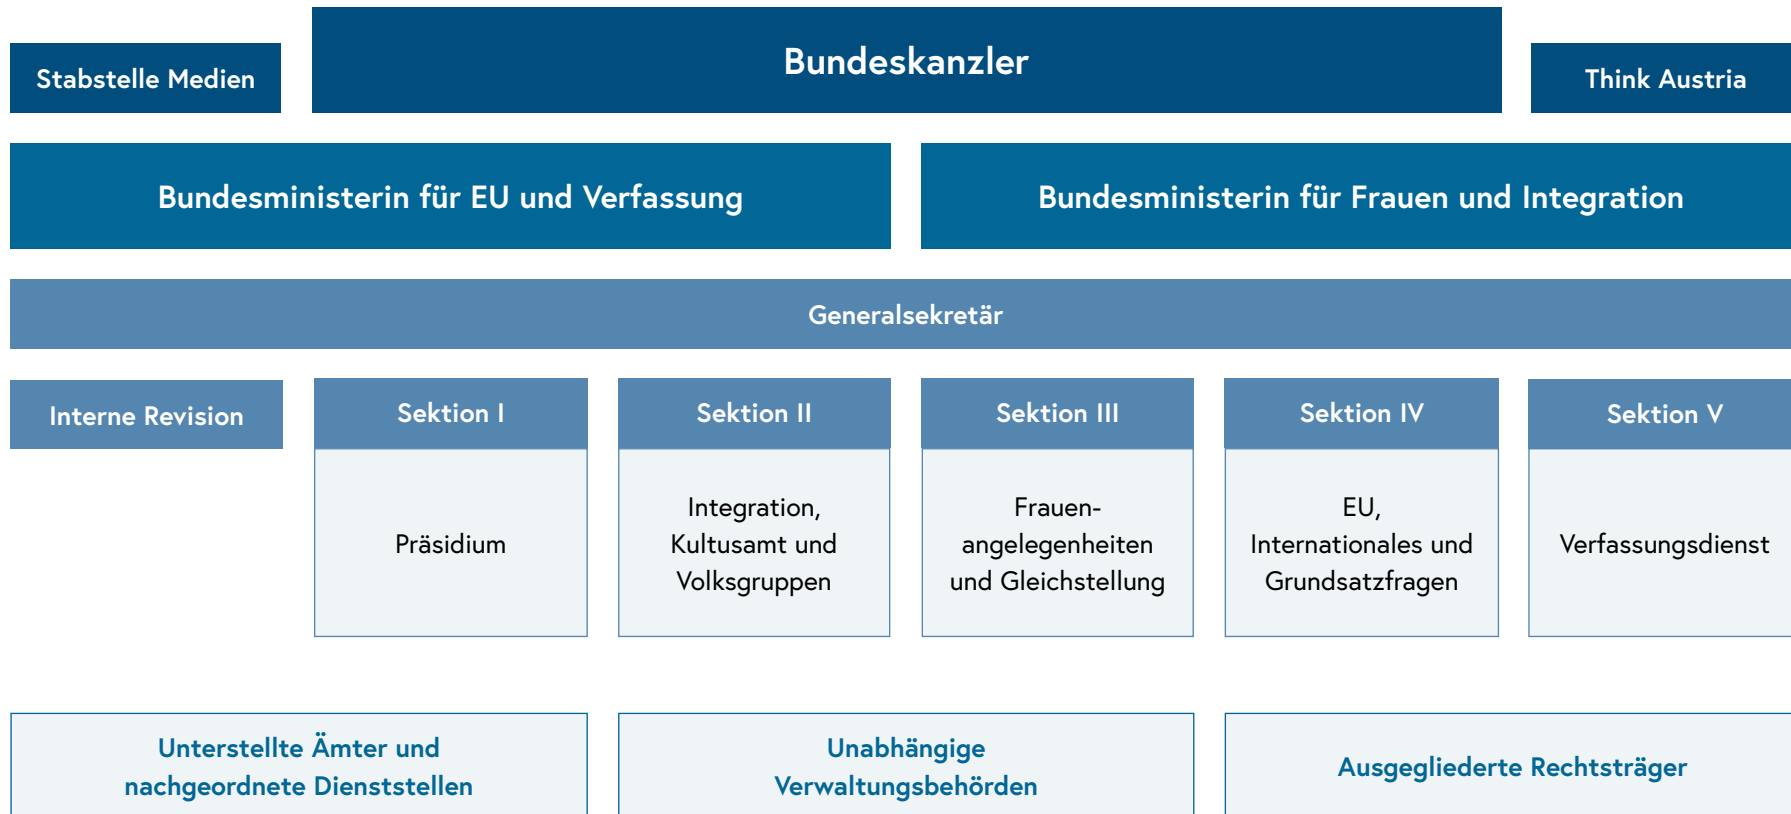 Bundeskanzler
Stabstelle Medien
Think Austria
Bundesministerin für EU und Verfassung
Bundesministerin für Frauen und Integration
Generalsekretär
Interne Revision
Sektion I
Präsidium
Sektion II
Integration,
Kultusamt und
Volksgruppen
Sektion III
Frauen-
angelegenheiten
und Gleichstellung
Sektion IV
EU,
Internationales und
Grundsatzfragen
Sektion V
Verfassungsdienst
Unterstellte Ämter und
nachgeordnete Dienststellen
Unabhängige
Verwaltungsbehörden
Ausgegliederte Rechtsträger